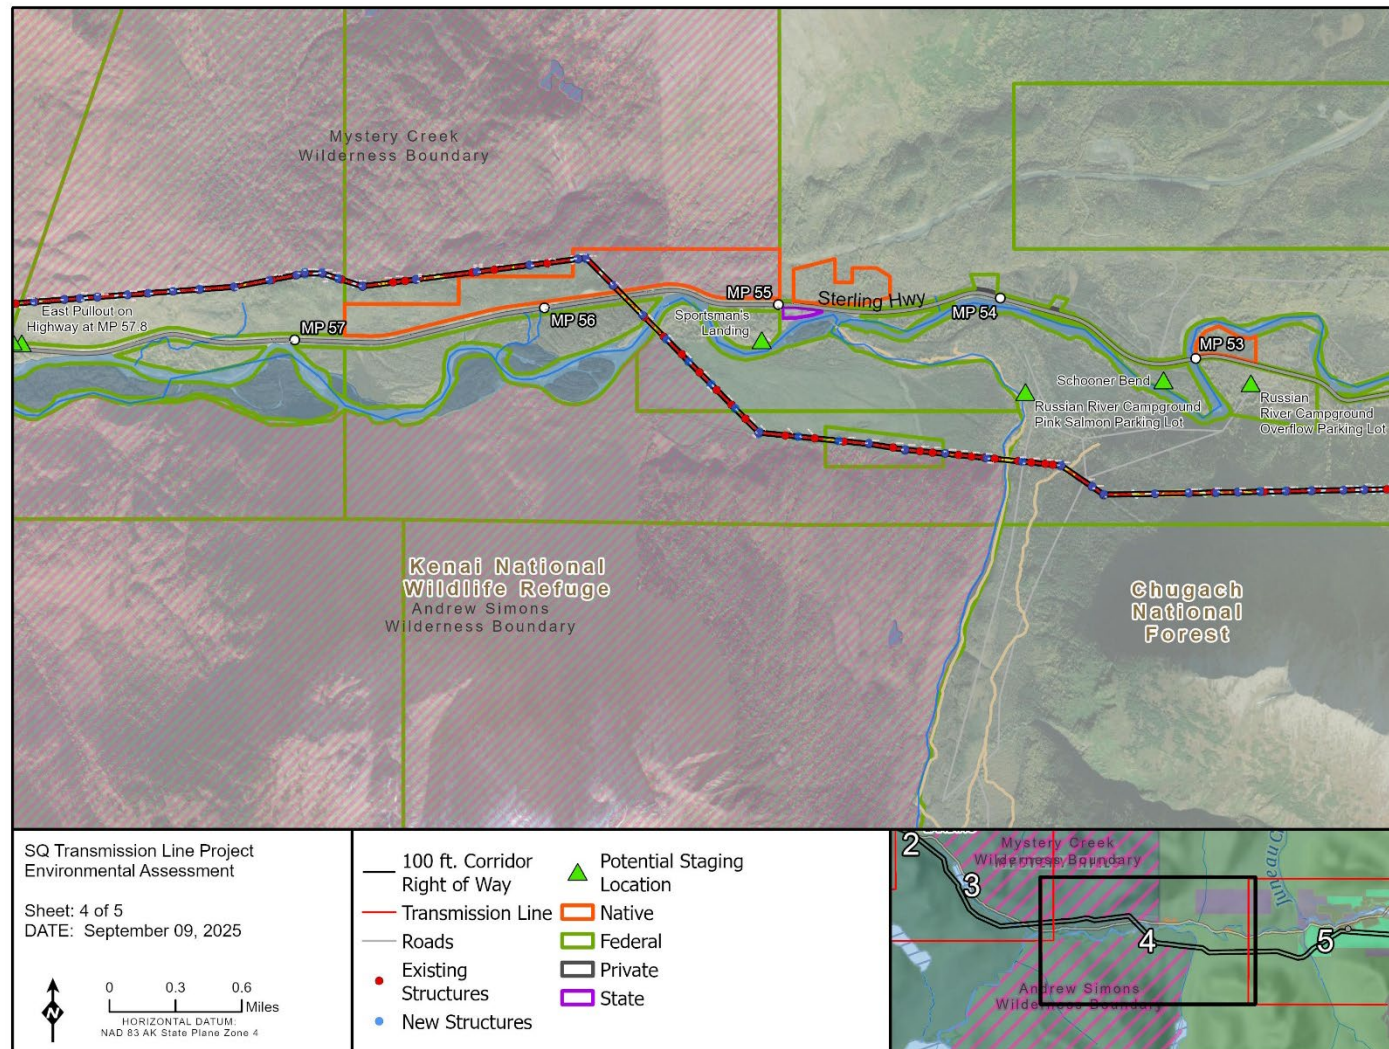 Mystery Creek
Wilderness Boundary
East Pullout on
Highway at MP 57.8
MP 57
MP 56
Sportsman's
Landing
MP 55
Sterling Hwy
MP 54
MP 53
Schooner Bend
Russian River Campground
Pink Salmon Parking Lot
Russian
River Campground
Overflow Parking Lot
Kenai National
Wildlife Refuge
Andrew Simons
Wilderness Boundary
Chugach
National
Forest
SQ Transmission Line Project
Environmental Assessment
Sheet: 4 of 5
DATE: September 09, 2025
N
0 0.3 0.6
Miles
HORIZONTAL DATUM:
NAD 83 AK State Plane Zone 4
100 ft. Corridor
Right of Way
Transmission Line
Roads
Existing
Structures
New Structures
Potential Staging
Location
Native
Federal
Private
State
2
3
Mystery Creek
Wilderness Boundary
4
5
Andrew Simons
Wilderness Boundary